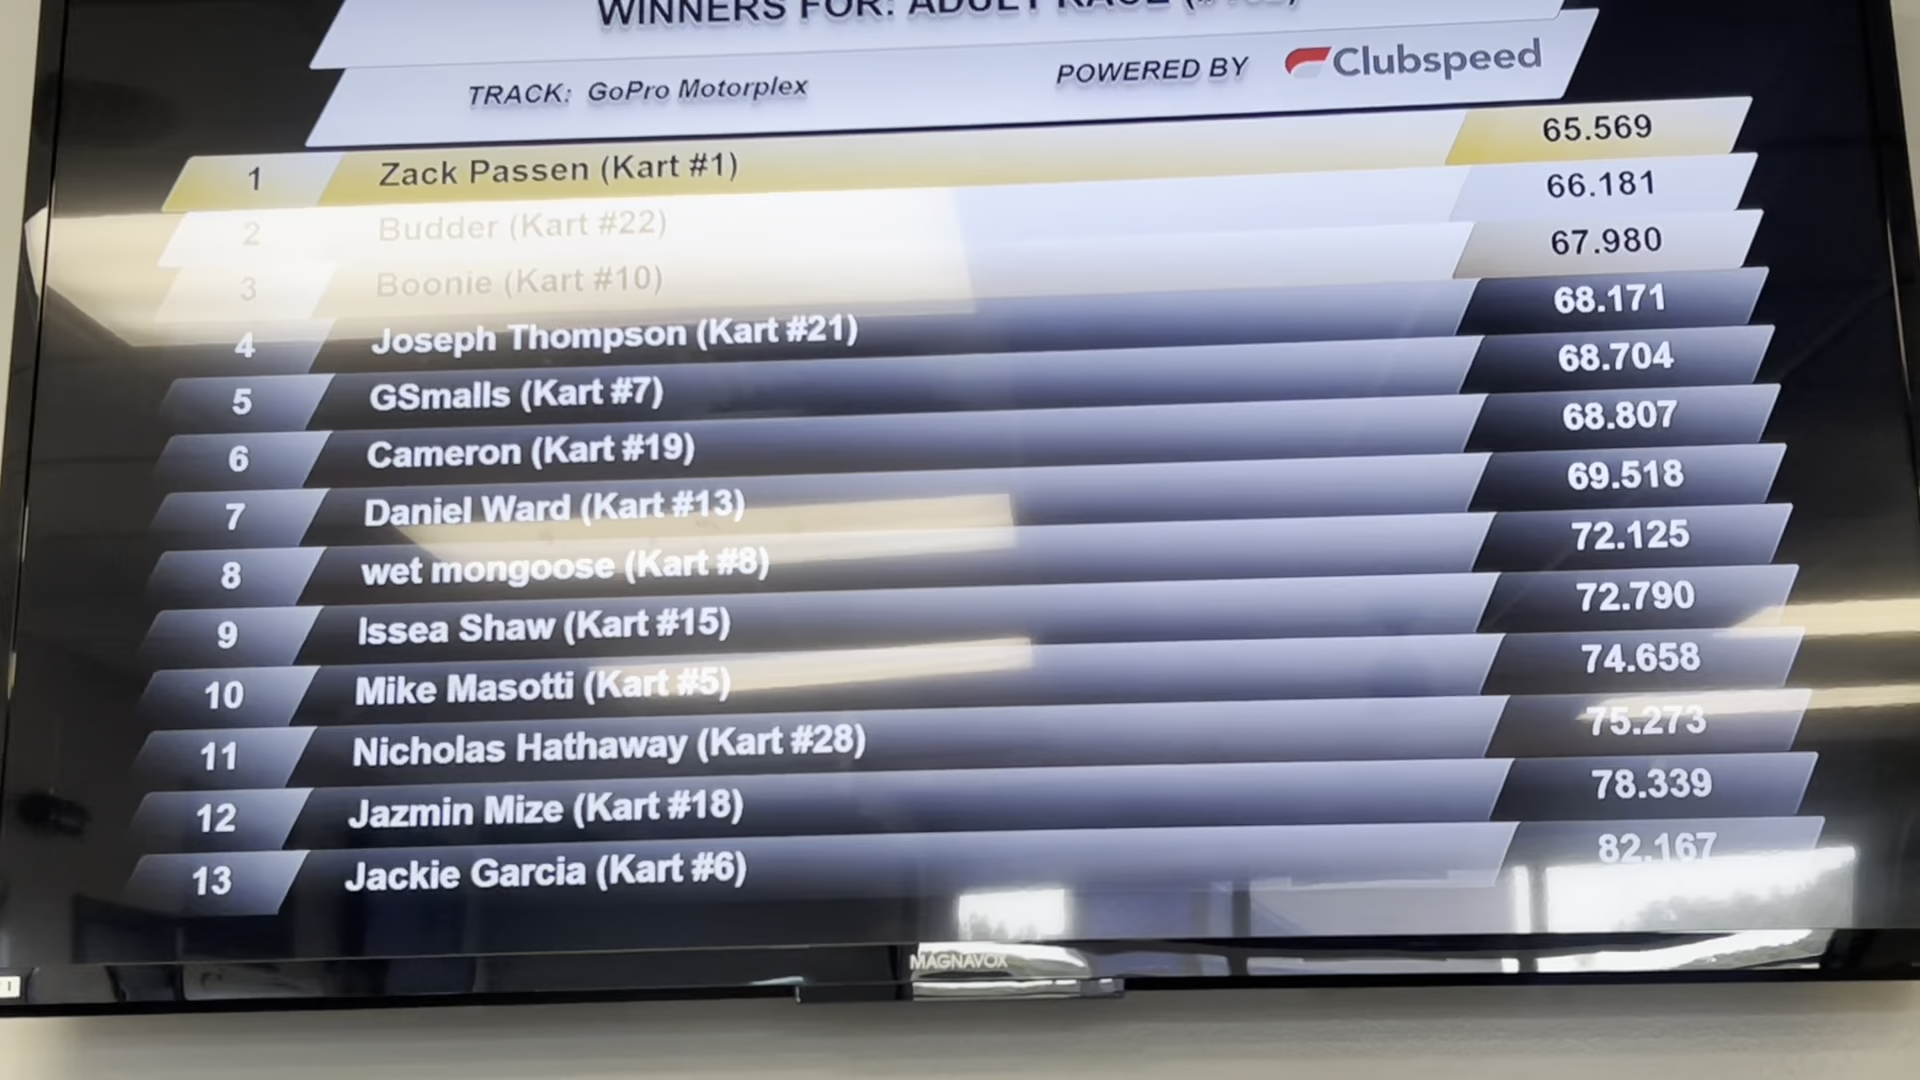 WINNERS FOR: ADULT RACE
TRACK: GoPro Motorplex POWERED BY Clubspeed
1 Zack Passen (Kart #1) 65.569
2 Budder (Kart #22) 66.181
3 Boonie (Kart #10) 67.980
4 Joseph Thompson (Kart #21) 68.171
5 GSmalls (Kart #7) 68.704
6 Cameron (Kart #19) 68.807
7 Daniel Ward (Kart #13) 69.518
8 wet mongoose (Kart #8) 72.125
9 Issea Shaw (Kart #15) 72.790
10 Mike Masotti (Kart #5) 74.658
11 Nicholas Hathaway (Kart #28) 75.273
12 Jazmin Mize (Kart #18) 78.339
13 Jackie Garcia (Kart #6) 82.167
MAGNAVOX